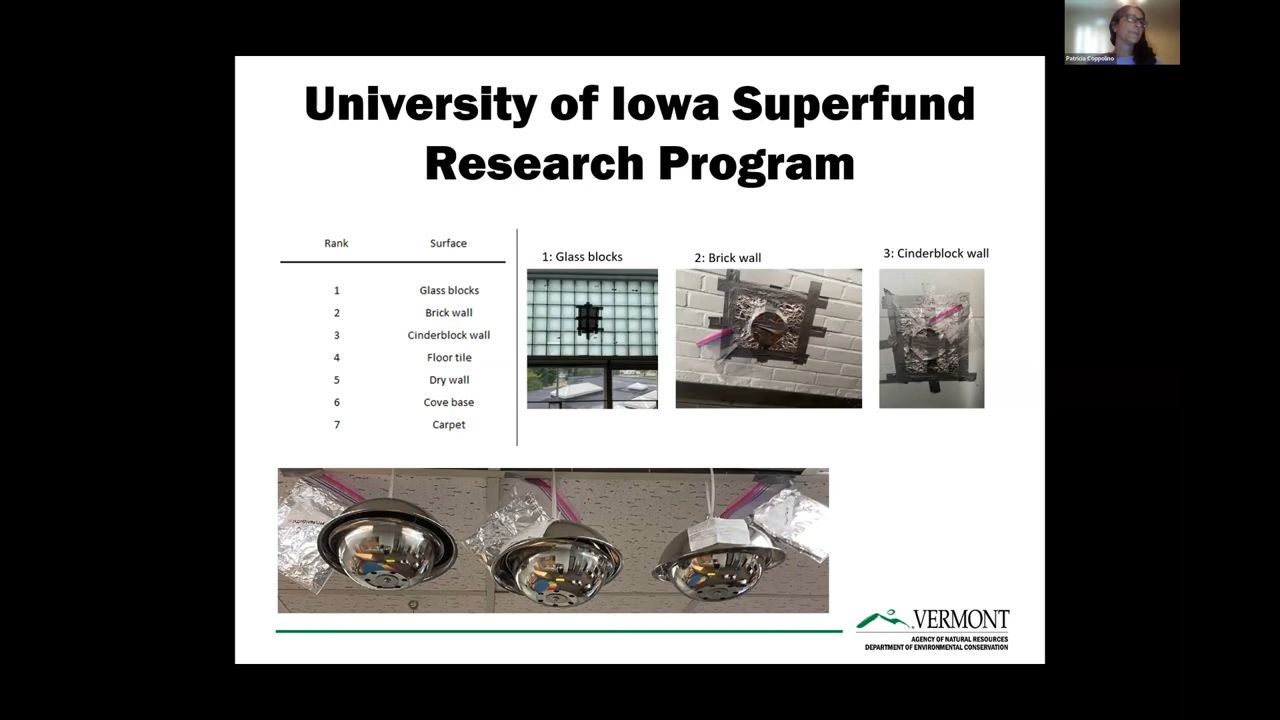 Patricia Coppolino
University of Iowa Superfund
Research Program
Rank Surface
1 Glass blocks
2 Brick wall
3 Cinderblock wall
4 Floor tile
5 Dry wall
6 Cove base
7 Carpet
1: Glass blocks
2: Brick wall
3: Cinderblock wall
VERMONT
AGENCY OF NATURAL RESOURCES
DEPARTMENT OF ENVIRONMENTAL CONSERVATION